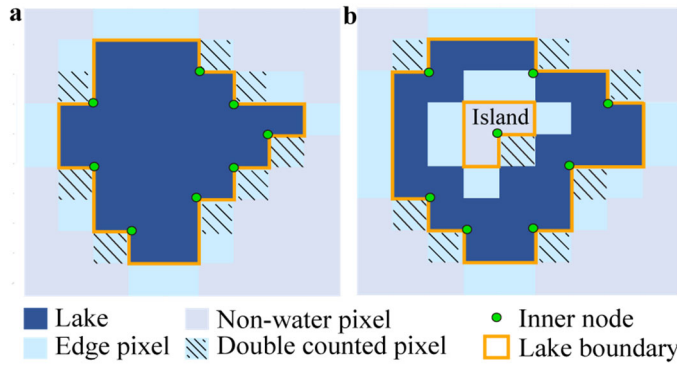 a
b
Island
Lake
Non-water pixel
Inner node
Edge pixel
Double counted pixel
Lake boundary